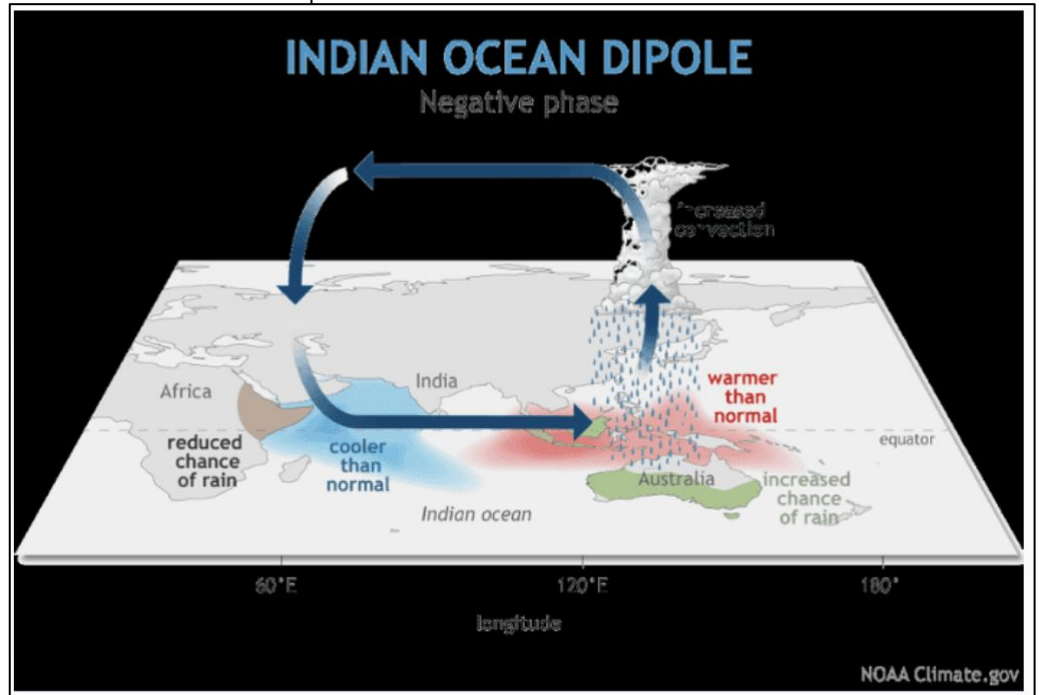 INDIAN OCEAN DIPOLE
Negative phase
increased
convection
Africa
India
warmer
than
normal
equator
reduced
chance
of rain
cooler
than
normal
Australia
increased
chance
of rain
Indian ocean
60°E
120°E
180°
longitude
NOAA Climate.gov